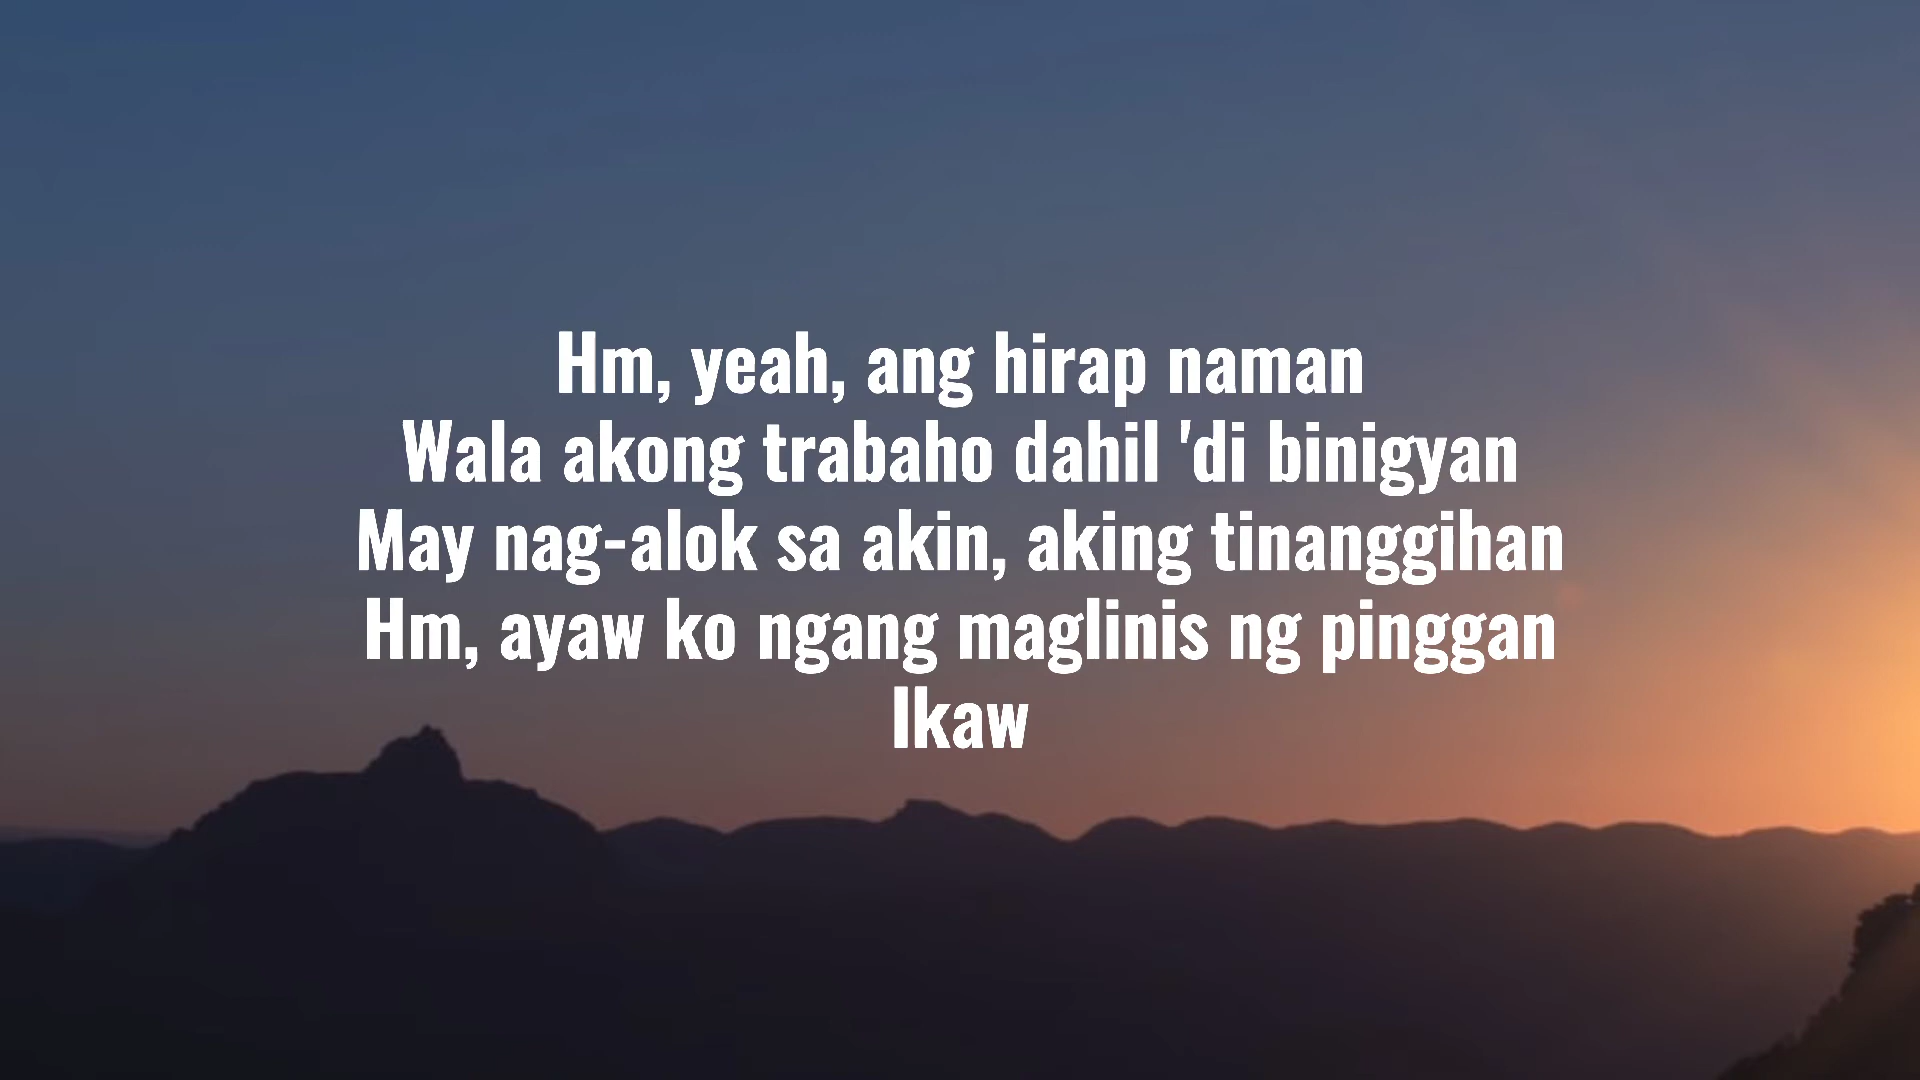 Hm, yeah, ang hirap naman
Wala akong trabaho dahil 'di binigyan
May nag-alok sa akin, aking tinanggihan
Hm, ayaw ko ngang maglinis ng pinggan
Ikaw